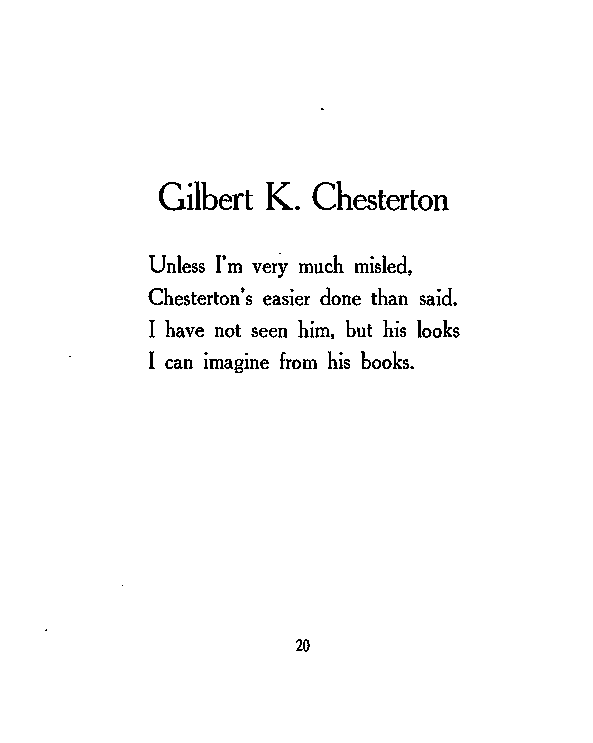 Gilbert K. Chesterton
Unless I'm very much misled,
Chesterton's easier done than said.
I have not seen him, but his looks
I can imagine from his books.
20